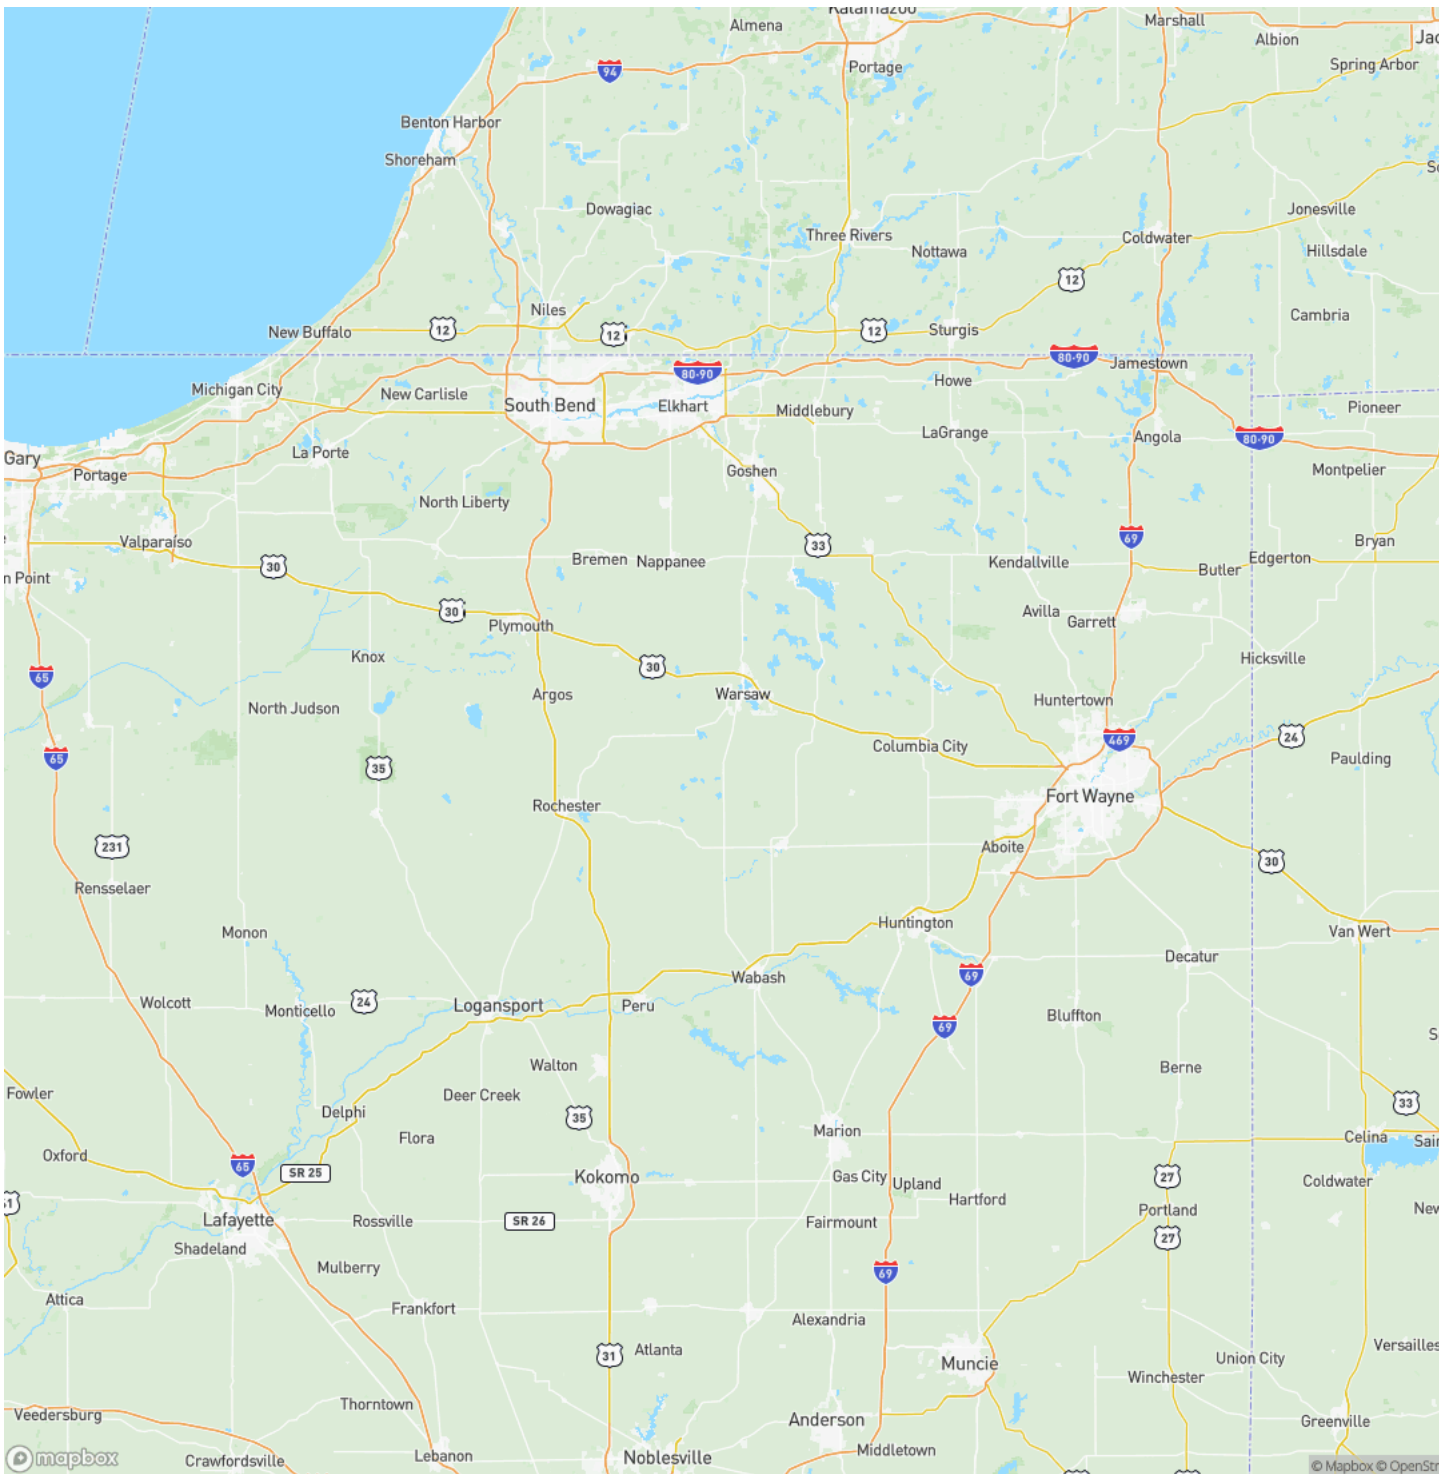 Kalamazoo
Almena
Marshall
Albion
Jac
94
Portage
Spring Arbor
Benton Harbor
Shoreham
Dowagiac
Jonesville
Three Rivers
Coldwater
Nottawa
Hillsdale
12
Niles
Cambria
New Buffalo
12
12
12
Sturgis
80-90
Jamestown
80-90
Michigan City
New Carlisle
Howe
South Bend
Elkhart
Middlebury
Pioneer
LaGrange
Angola
80-90
Gary
La Porte
Portage
Goshen
Montpelier
North Liberty
69
Valparaíso
33
Bryan
30
Bremen
Nappanee
Kendallville
Butler
Edgerton
n Point
30
Avilla
Plymouth
Garrett
Knox
30
Hicksville
65
Argos
Warsaw
Huntertown
North Judson
469
24
Columbia City
65
35
Paulding
Fort Wayne
Rochester
231
Aboite
30
Rensselaer
Huntington
Monon
Van Wert
Decatur
69
Wabash
Wolcott
24
Logansport
Peru
Monticello
69
Bluffton
S
Walton
Berne
Fowler
Deer Creek
33
Delphi
35
Flora
Marion
Celina
Sain
Oxford
65
SR 25
Kokomo
Gas City
Upland
27
Coldwater
51
Hartford
Lafayette
Rossville
SR 26
Fairmount
Portland
New
27
Shadeland
Mulberry
69
Attica
Frankfort
Alexandria
31
Atlanta
Muncie
Union City
Versailles
Winchester
Thorntown
Veedersburg
Anderson
Greenville
Middletown
mapbox
Crawfordsville
Lebanon
Noblesville
© Mapbox © OpenStr